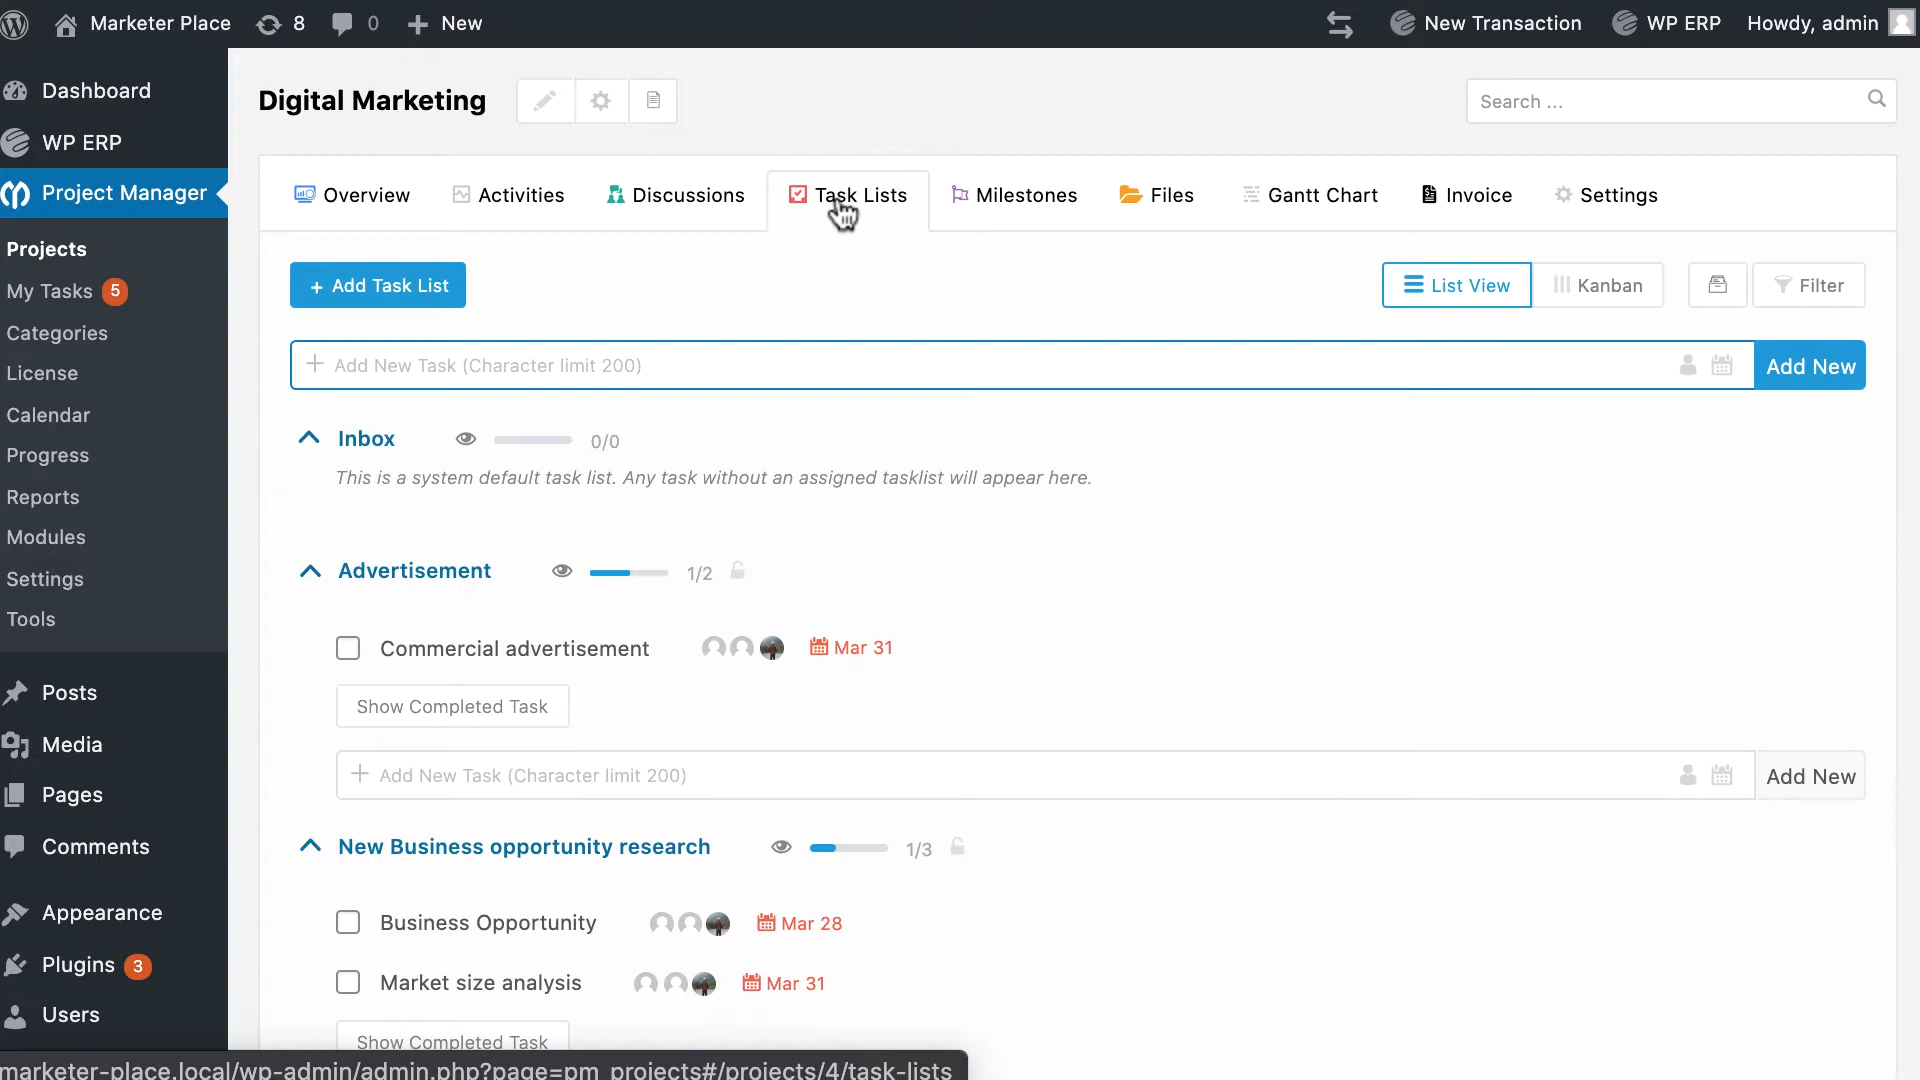 Marketer Place 8 0 New New Transaction WP ERP Howdy, admin
Dashboard
WP ERP
Project Manager
Projects
My Tasks 5
Categories
License
Calendar
Progress
Reports
Modules
Settings
Tools
Posts
Media
Pages
Comments
Appearance
Plugins 3
Users
Digital Marketing
Search ...
Overview Activities Discussions Task Lists Milestones Files Gantt Chart Invoice Settings
+ Add Task List
List View Kanban Filter
Add New Task (Character limit 200) Add New
Inbox 0/0
This is a system default task list. Any task without an assigned tasklist will appear here.
Advertisement 1/2
Commercial advertisement Mar 31
Show Completed Task
Add New Task (Character limit 200) Add New
New Business opportunity research 1/3
Business Opportunity Mar 28
Market size analysis Mar 31
Show Completed Task
marketer-place.local/wp-admin/admin.php?page=pm_projects#/projects/4/task-lists